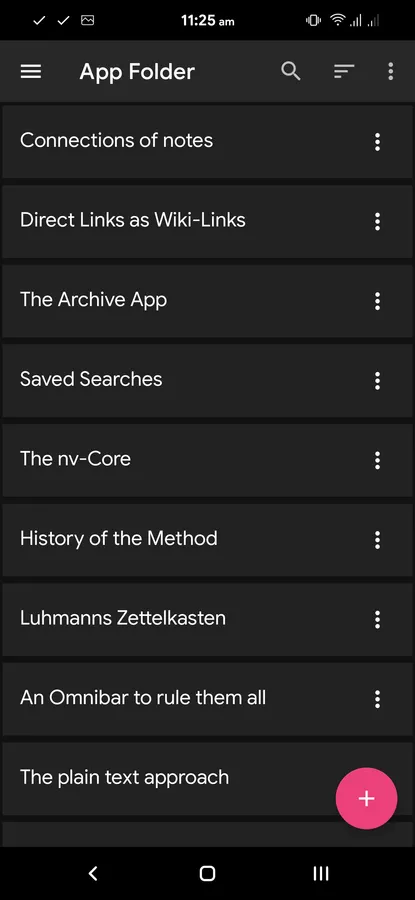 11:25 am
App Folder
Connections of notes
Direct Links as Wiki-Links
The Archive App
Saved Searches
The nv-Core
History of the Method
Luhmanns Zettelkasten
An Omnibar to rule them all
The plain text approach